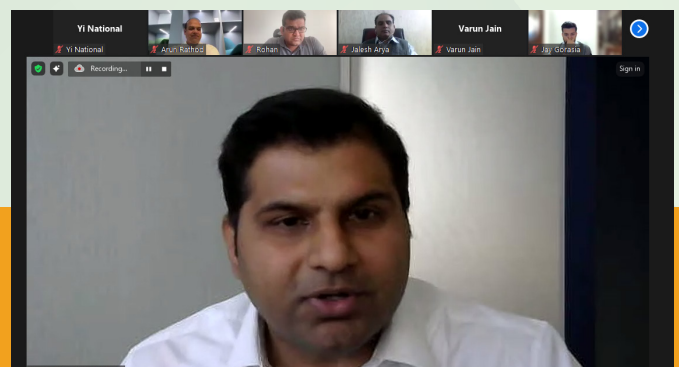 Yi National
Varun Jain
Yi National
Arun Rathod
Rohan
Jalesh Arya
Varun Jain
Jay Gorasia
Recording...
Sign in